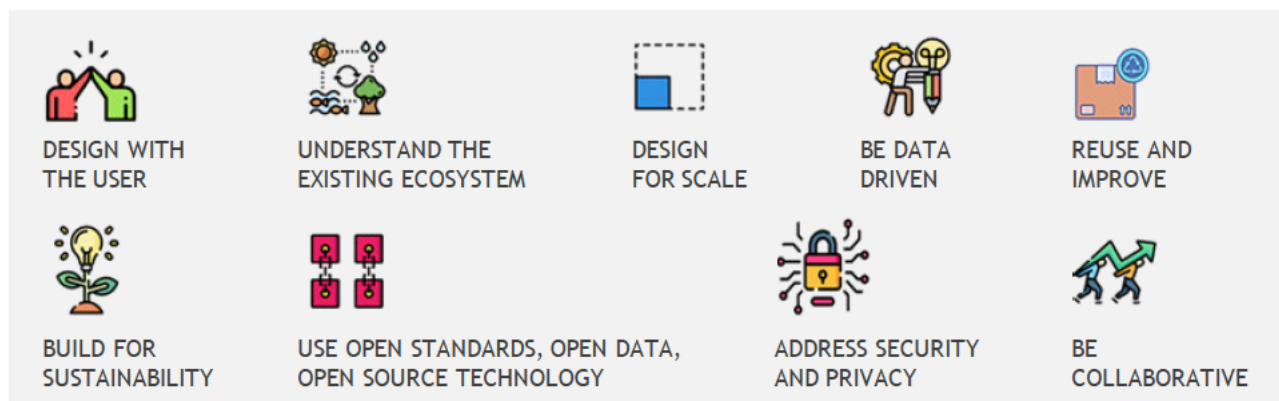 DESIGN WITH
THE USER
UNDERSTAND THE
EXISTING ECOSYSTEM
DESIGN
FOR SCALE
BE DATA
DRIVEN
REUSE AND
IMPROVE
BUILD FOR
SUSTAINABILITY
USE OPEN STANDARDS, OPEN DATA,
OPEN SOURCE TECHNOLOGY
ADDRESS SECURITY
AND PRIVACY
BE
COLLABORATIVE